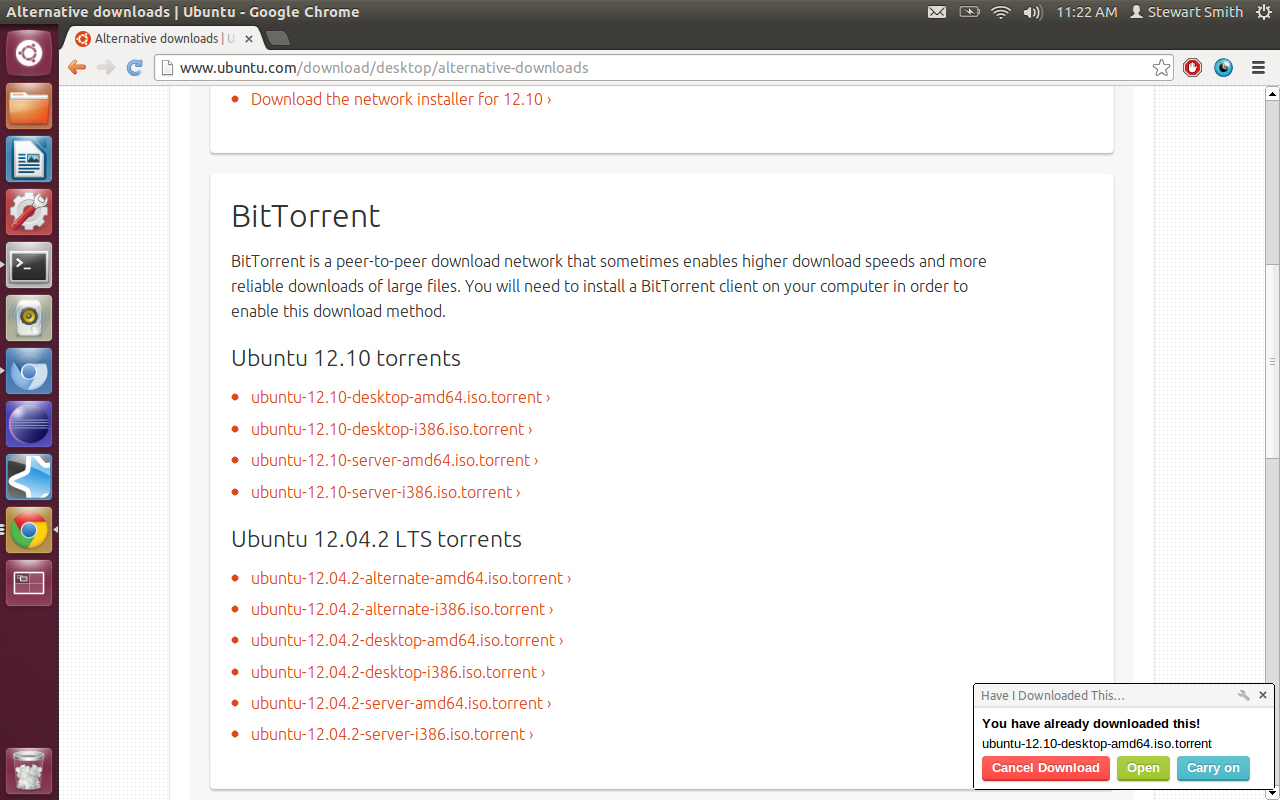 Alternative downloads | Ubuntu - Google Chrome
11:22 AM Stewart Smith
Alternative downloads | U
www.ubuntu.com/download/desktop/alternative-downloads
Download the network installer for 12.10 ›
BitTorrent
BitTorrent is a peer-to-peer download network that sometimes enables higher download speeds and more
reliable downloads of large files. You will need to install a BitTorrent client on your computer in order to
enable this download method.
Ubuntu 12.10 torrents
ubuntu-12.10-desktop-amd64.iso.torrent ›
ubuntu-12.10-desktop-i386.iso.torrent ›
ubuntu-12.10-server-amd64.iso.torrent ›
ubuntu-12.10-server-i386.iso.torrent ›
Ubuntu 12.04.2 LTS torrents
ubuntu-12.04.2-alternate-amd64.iso.torrent ›
ubuntu-12.04.2-alternate-i386.iso.torrent ›
ubuntu-12.04.2-desktop-amd64.iso.torrent ›
ubuntu-12.04.2-desktop-i386.iso.torrent ›
ubuntu-12.04.2-server-amd64.iso.torrent ›
ubuntu-12.04.2-server-i386.iso.torrent ›
Have I Downloaded This...
You have already downloaded this!
ubuntu-12.10-desktop-amd64.iso.torrent
Cancel Download Open Carry on